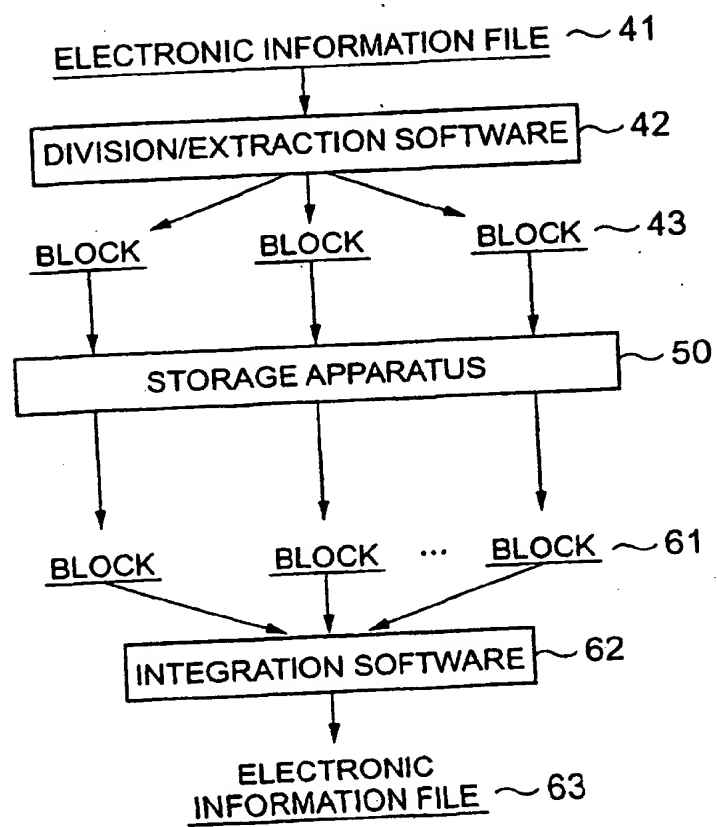 ELECTRONIC INFORMATION FILE 41
DIVISION/EXTRACTION SOFTWARE 42
BLOCK BLOCK BLOCK 43
STORAGE APPARATUS 50
BLOCK BLOCK ... BLOCK 61
INTEGRATION SOFTWARE 62
ELECTRONIC
INFORMATION FILE 63